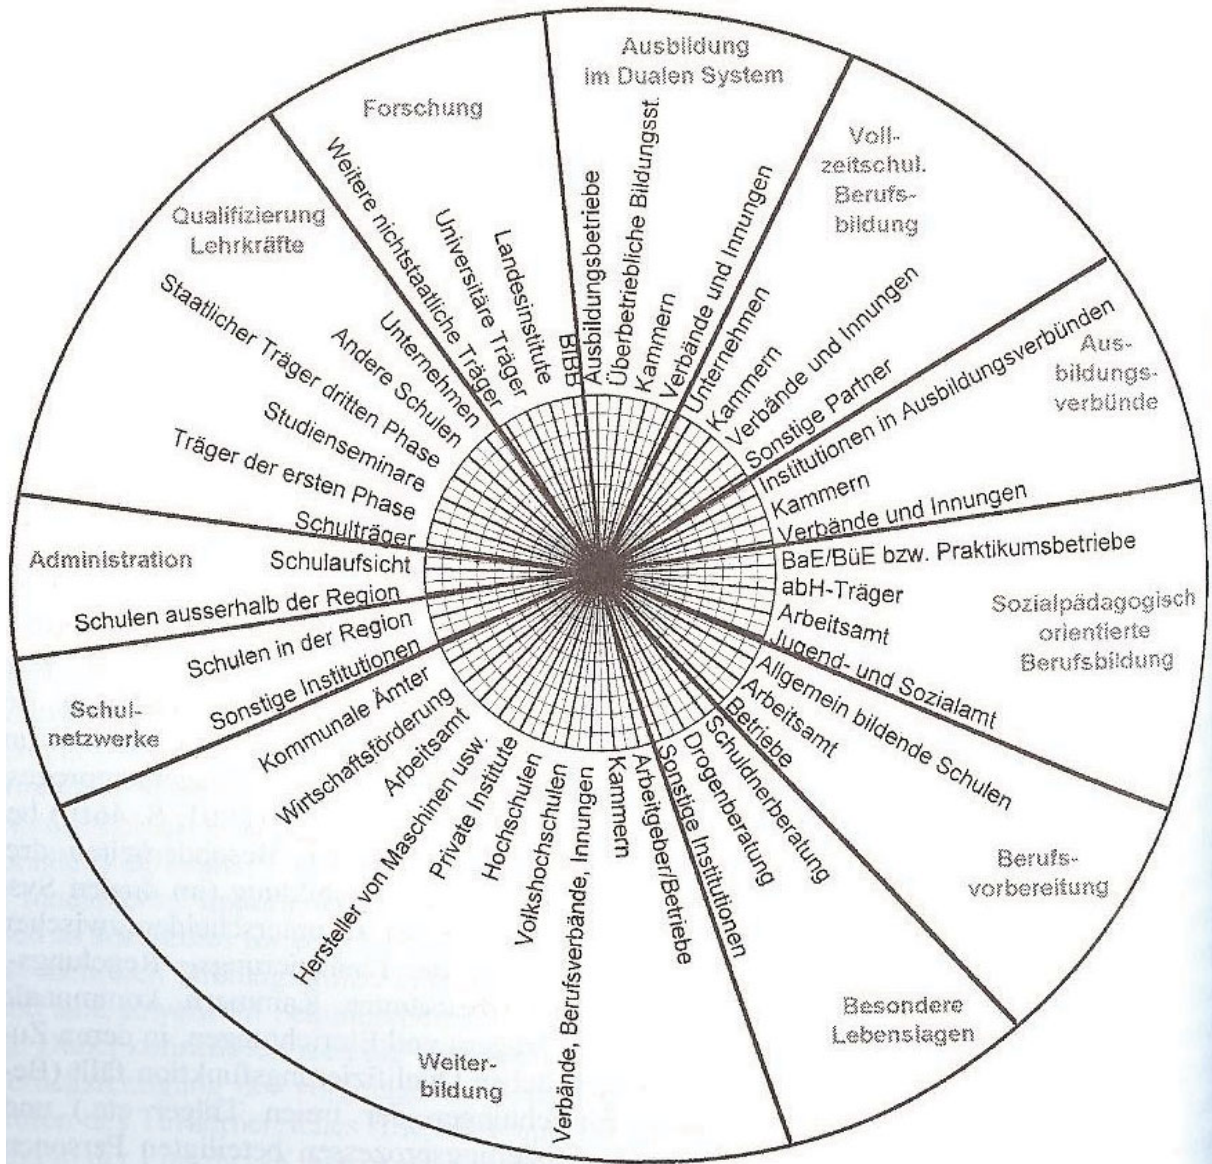 Ausbildung
im Dualen System
Ausbildungsbetriebe
Überbetriebliche Bildungsst.
Kammern
Verbände und Innungen
Voll-
zeitschul.
Berufs-
bildung
Unternehmen
Kammern
Verbände und Innungen
Sonstige Partner
Aus-
bildungs-
verbünde
Institutionen in Ausbildungsverbünden
Kammern
Verbände und Innungen
Sozialpädagogisch
orientierte
Berufsbildung
BaE/BüE bzw. Praktikumsbetriebe
abH-Träger
Arbeitsamt
Jugend- und Sozialamt
Berufs-
vorbereitung
Allgemein bildende Schulen
Arbeitsamt
Betriebe
Besondere
Lebenslagen
Schuldnerberatung
Drogenberatung
Sonstige Institutionen
Weiter-
bildung
Arbeitgeber/Betriebe
Kammern
Verbände, Berufsverbände, Innungen
Volkshochschulen
Hochschulen
Private Institute
Hersteller von Maschinen usw.
Arbeitsamt
Wirtschaftsförderung
Kommunale Ämter
Sonstige Institutionen
Schul-
netzwerke
Schulen in der Region
Schulen ausserhalb der Region
Administration
Schulaufsicht
Schulträger
Qualifizierung
Lehrkräfte
Träger der ersten Phase
Studienseminare
Staatlicher Träger dritten Phase
Andere Schulen
Unternehmen
Forschung
Weitere nichtstaatliche Träger
Universitäre Träger
Landesinstitute
BIBB